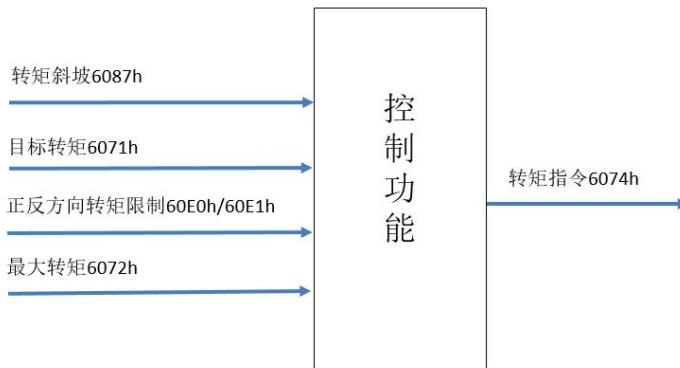 转矩斜坡6087h
目标转矩6071h
正反方向转矩限制60E0h/60E1h
最大转矩6072h
控
制
功
能
转矩指令6074h